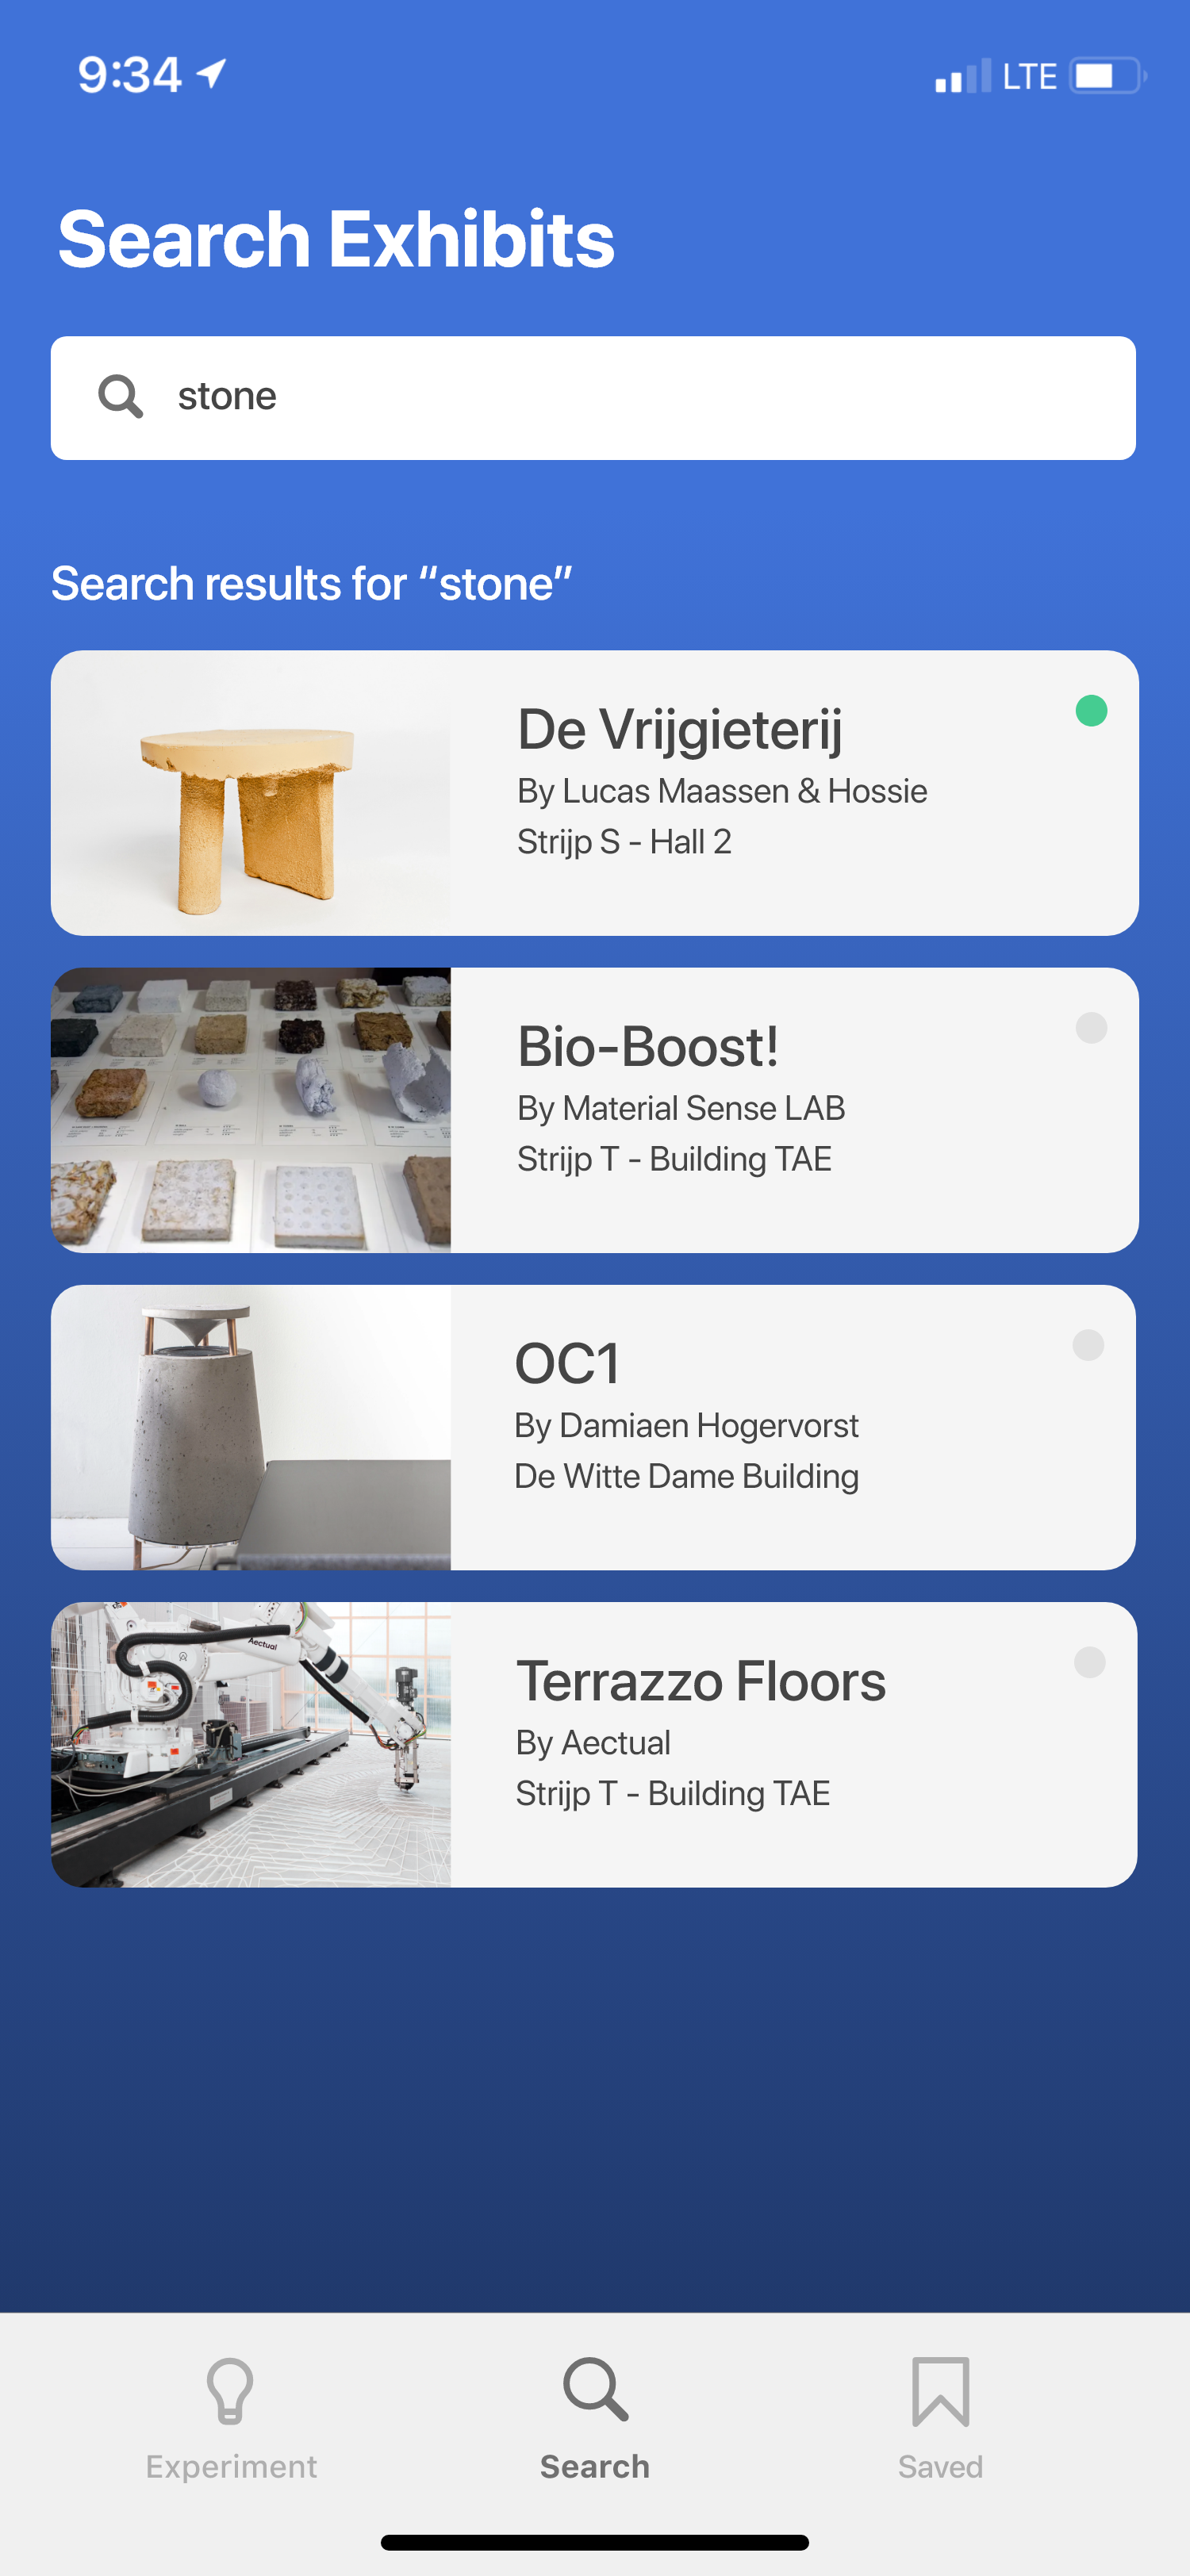 9:34
LTE
Search Exhibits
stone
Search results for “stone”
De Vrijgieterij
By Lucas Maassen & Hossie
Strijp S - Hall 2
Bio-Boost!
By Material Sense LAB
Strijp T - Building TAE
OC1
By Damiaen Hogervorst
De Witte Dame Building
Aectual
Terrazzo Floors
By Aectual
Strijp T - Building TAE
Experiment
Search
Saved